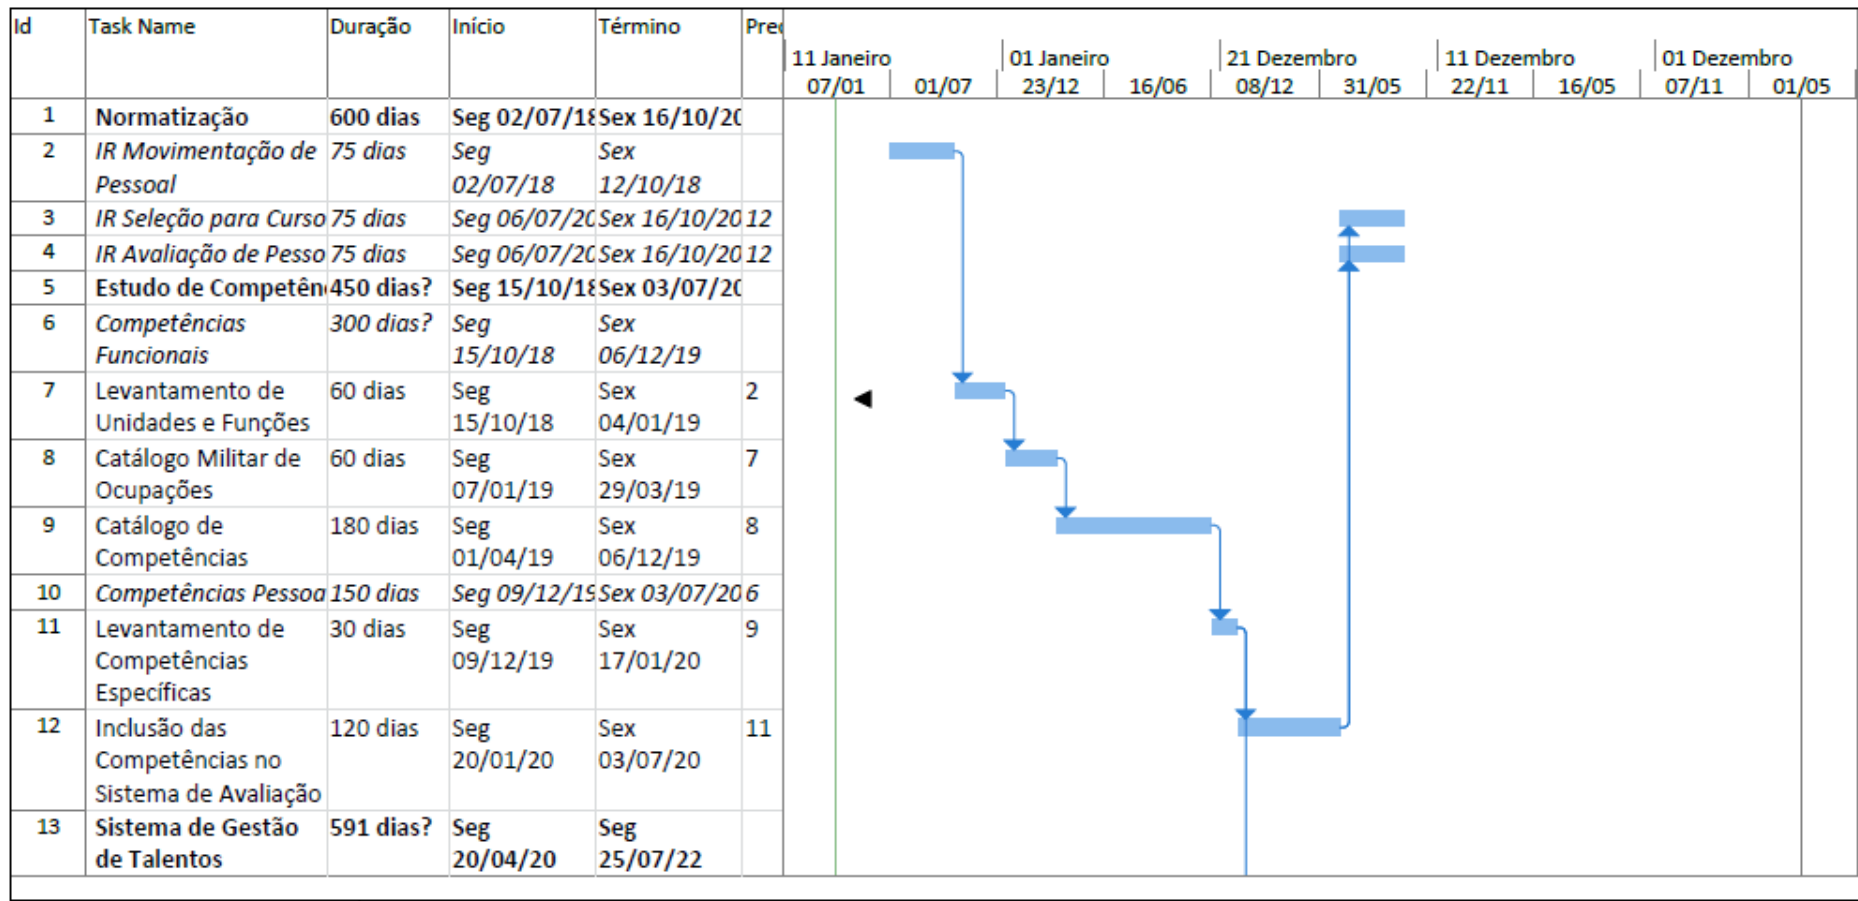 Id Task Name Duração Início Término Pred
11 Janeiro 01 Janeiro 21 Dezembro 11 Dezembro 01 Dezembro
07/01 01/07 23/12 16/06 08/12 31/05 22/11 16/05 07/11 01/05
1 Normatização 600 dias Seg 02/07/18 Sex 16/10/20
2 IR Movimentação de 75 dias Seg Sex
Pessoal 02/07/18 12/10/18
3 IR Seleção para Curso 75 dias Seg 06/07/20 Sex 16/10/20 12
4 IR Avaliação de Pesso 75 dias Seg 06/07/20 Sex 16/10/20 12
5 Estudo de Competên 450 dias? Seg 15/10/18 Sex 03/07/20
6 Competências 300 dias? Seg Sex
Funcionais 15/10/18 06/12/19
7 Levantamento de 60 dias Seg Sex 2
Unidades e Funções 15/10/18 04/01/19
8 Catálogo Militar de 60 dias Seg Sex 7
Ocupações 07/01/19 29/03/19
9 Catálogo de 180 dias Seg Sex 8
Competências 01/04/19 06/12/19
10 Competências Pessoa 150 dias Seg 09/12/19 Sex 03/07/20 6
11 Levantamento de 30 dias Seg Sex 9
Competências 09/12/19 17/01/20
Específicas
12 Inclusão das 120 dias Seg Sex 11
Competências no 20/01/20 03/07/20
Sistema de Avaliação
13 Sistema de Gestão 591 dias? Seg Seg
de Talentos 20/04/20 25/07/22